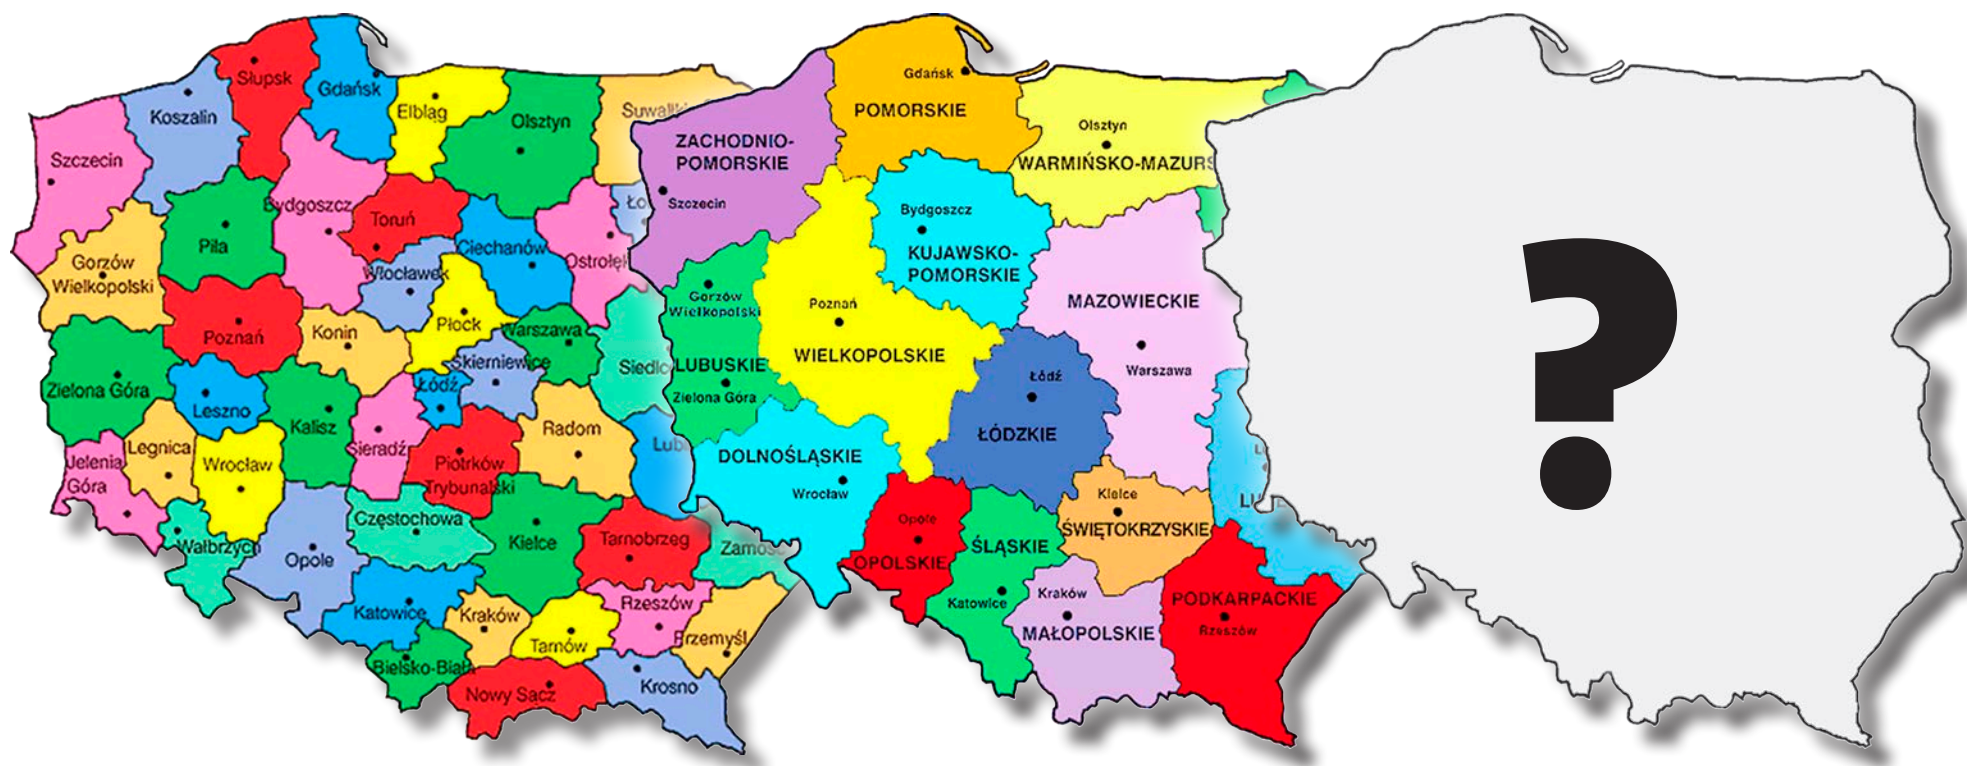 Słupsk
Gdańsk
Koszalin
Elbląg
Olsztyn
Szczecin
Bydgoszcz
Toruń
Piła
Ciechanów
Gorzów
Wielkopolski
Włocławek
Poznań
Konin
Płock
Warszawa
Skierniewice
Zielona Góra
Leszno
Łódź
Kalisz
Sieradz
Radom
Legnica
Wrocław
Piotrków
Trybunalski
Jelenia
Góra
Częstochowa
Wałbrzych
Opole
Kielce
Tarnobrzeg
Katowice
Kraków
Rzeszów
Tarnów
Przemyśl
Bielsko-Biała
Nowy Sącz
Krosno
Gdańsk
POMORSKIE
ZACHODNIO-
POMORSKIE
Szczecin
Olsztyn
WARMIŃSKO-MAZURS
Bydgoszcz
KUJAWSKO-
POMORSKIE
Gorzów
Wielkopolski
LUBUSKIE
Zielona Góra
Poznań
WIELKOPOLSKIE
MAZOWIECKIE
Warszawa
Łódź
ŁÓDZKIE
DOLNOŚLĄSKIE
Wrocław
Opole
OPOLSKIE
ŚLĄSKIE
Katowice
Kielce
ŚWIĘTOKRZYSKIE
Kraków
MAŁOPOLSKIE
PODKARPACKIE
Rzeszów
?